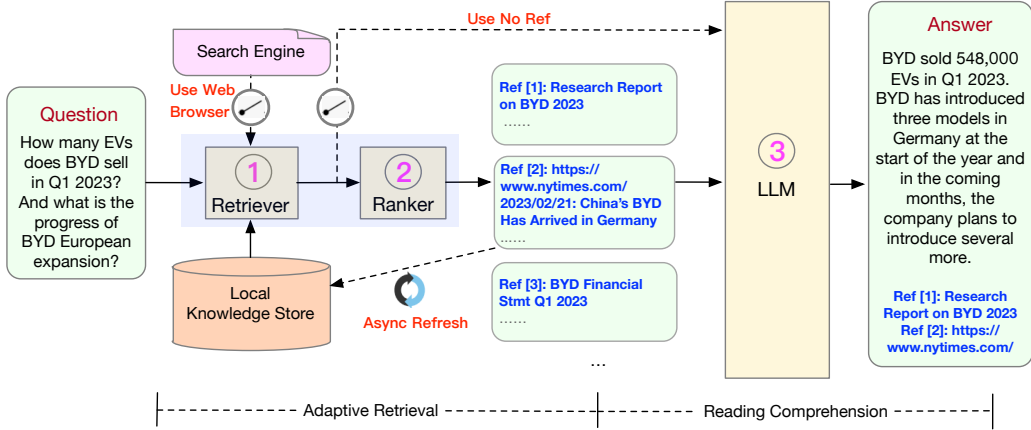 Question
How many EVs
does BYD sell
in Q1 2023?
And what is the
progress of
BYD European
expansion?
Search Engine
Use Web
Browser
Use No Ref
1
Retriever
2
Ranker
Local
Knowledge Store
Async Refresh
Ref [1]: Research Report
on BYD 2023
......
Ref [2]: https://
www.nytimes.com/
2023/02/21: China's BYD
Has Arrived in Germany
......
Ref [3]: BYD Financial
Stmt Q1 2023
......
...
3
LLM
Answer
BYD sold 548,000
EVs in Q1 2023.
BYD has introduced
three models in
Germany at the
start of the year and
in the coming
months, the
company plans to
introduce several
more.
Ref [1]: Research
Report on BYD 2023
Ref [2]: https://
www.nytimes.com/
Adaptive Retrieval
Reading Comprehension